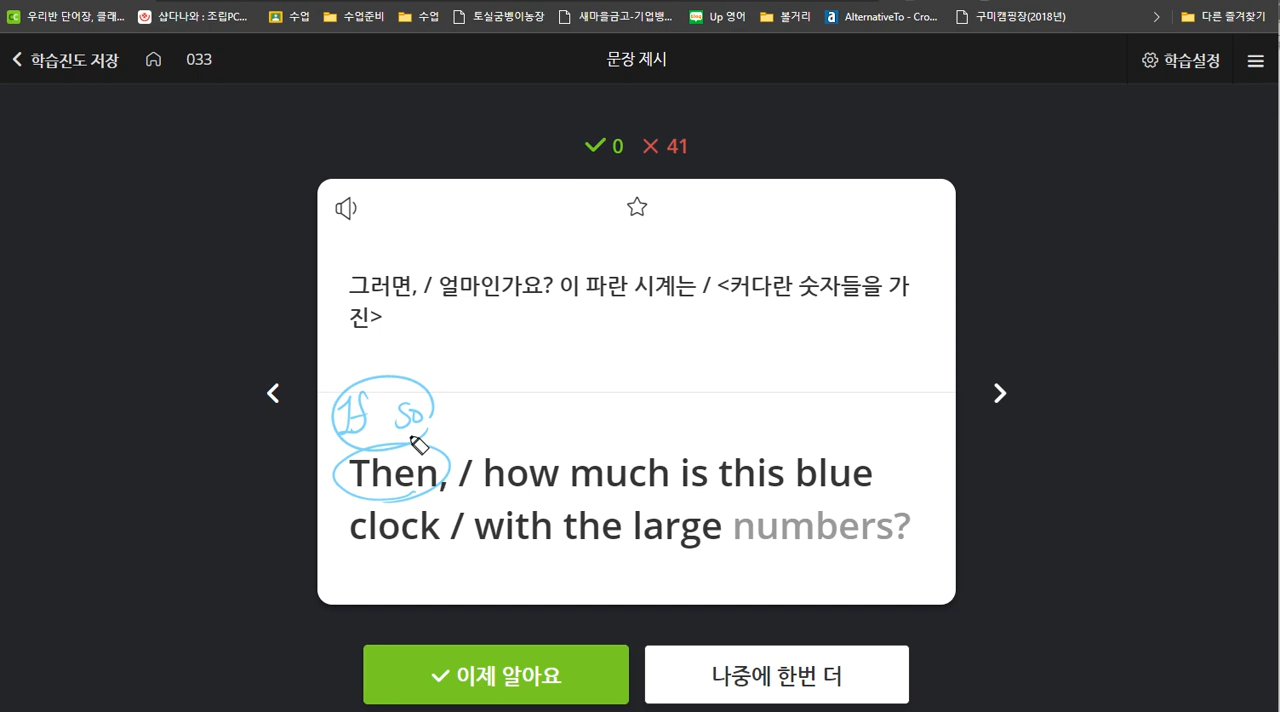 우리반 단어장, 클래... 샵다나와 : 조립PC... 수업 수업준비 수업 토실굼벵이농장 새마을금고-기업뱅... Up 영어 볼거리 AlternativeTo - Cro... 구미캠핑장(2018년) 다른 즐겨찾기
학습진도 저장 033 문장 제시 학습설정
0 41
그러면, / 얼마인가요? 이 파란 시계는 / <커다란 숫자들을 가
진>
If so
Then, / how much is this blue
clock / with the large numbers?
이제 알아요 나중에 한번 더